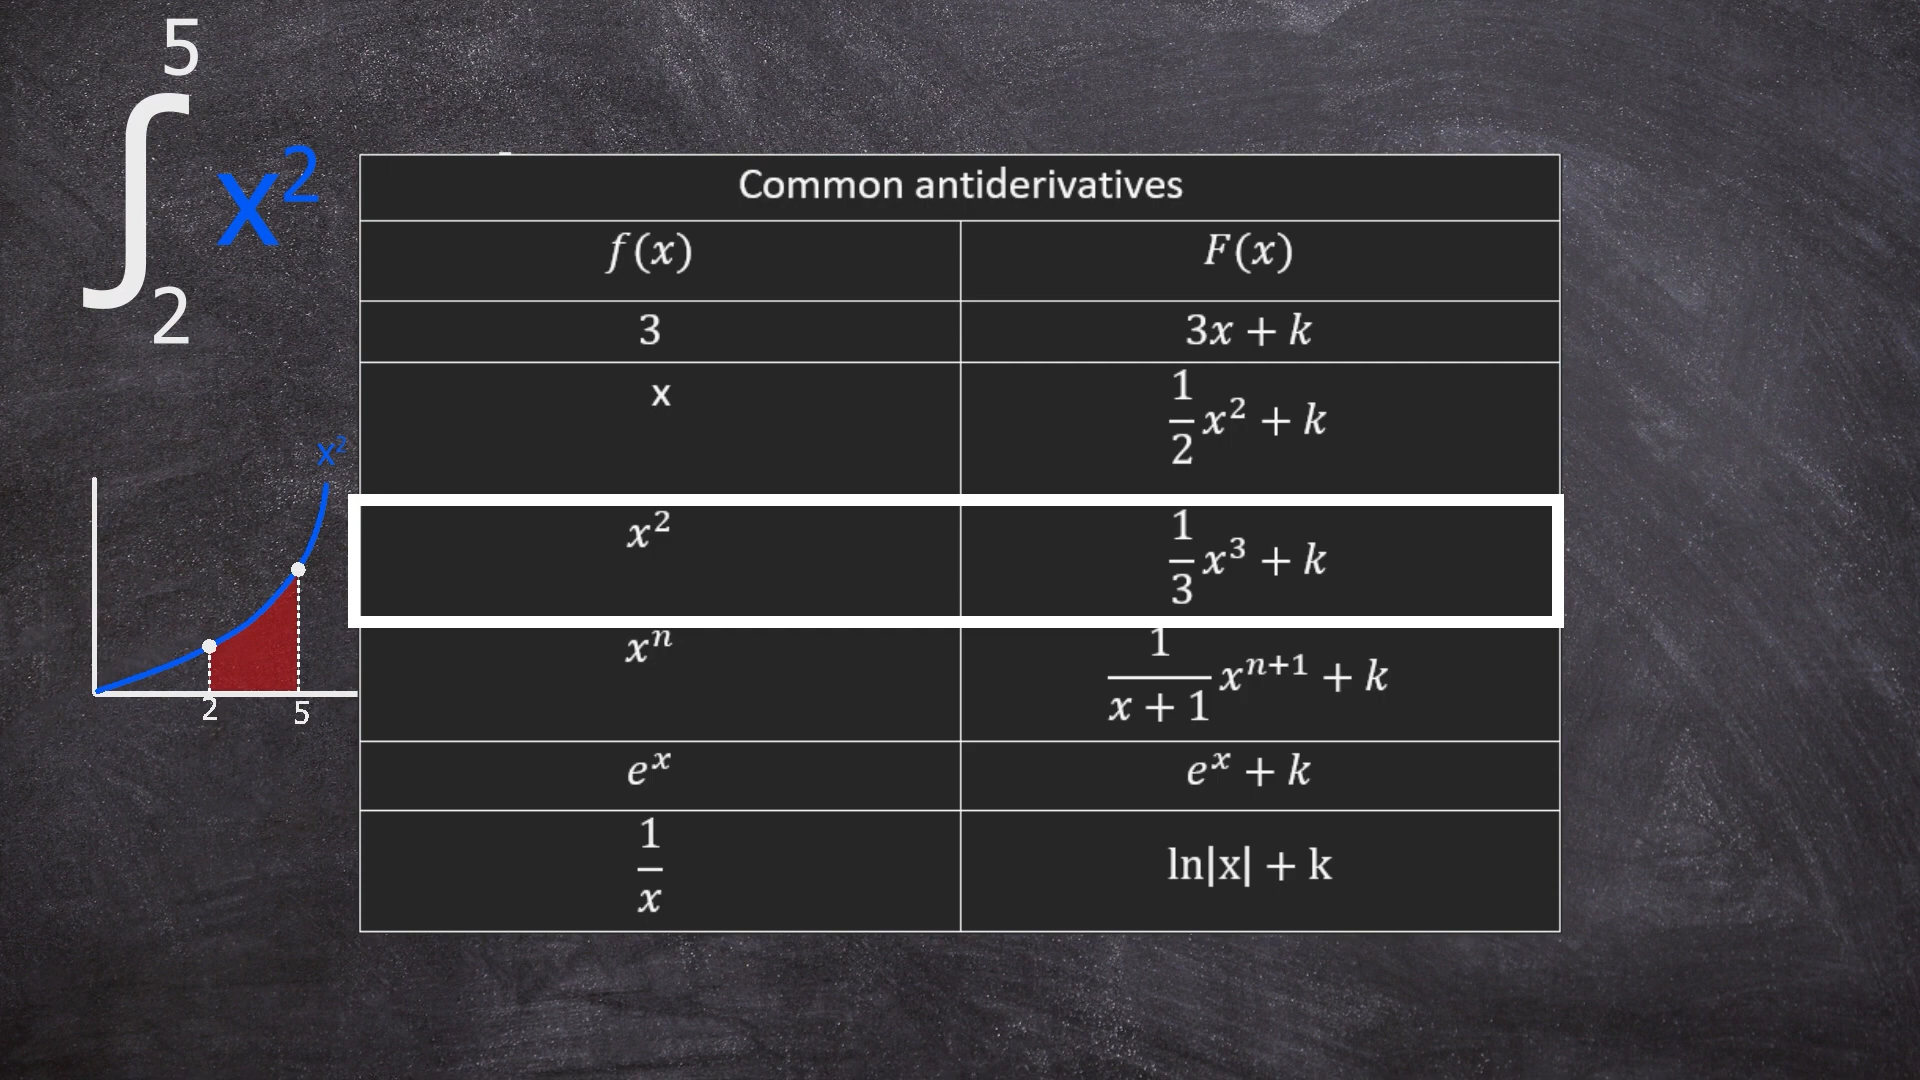 5
∫ x²
2
Common antiderivatives
f(x) F(x)
3 3x + k
x 1/2 x² + k
x² 1/3 x³ + k
xⁿ 1/(x + 1) xⁿ⁺¹ + k
eˣ eˣ + k
1/x ln|x| + k
x²
2 5